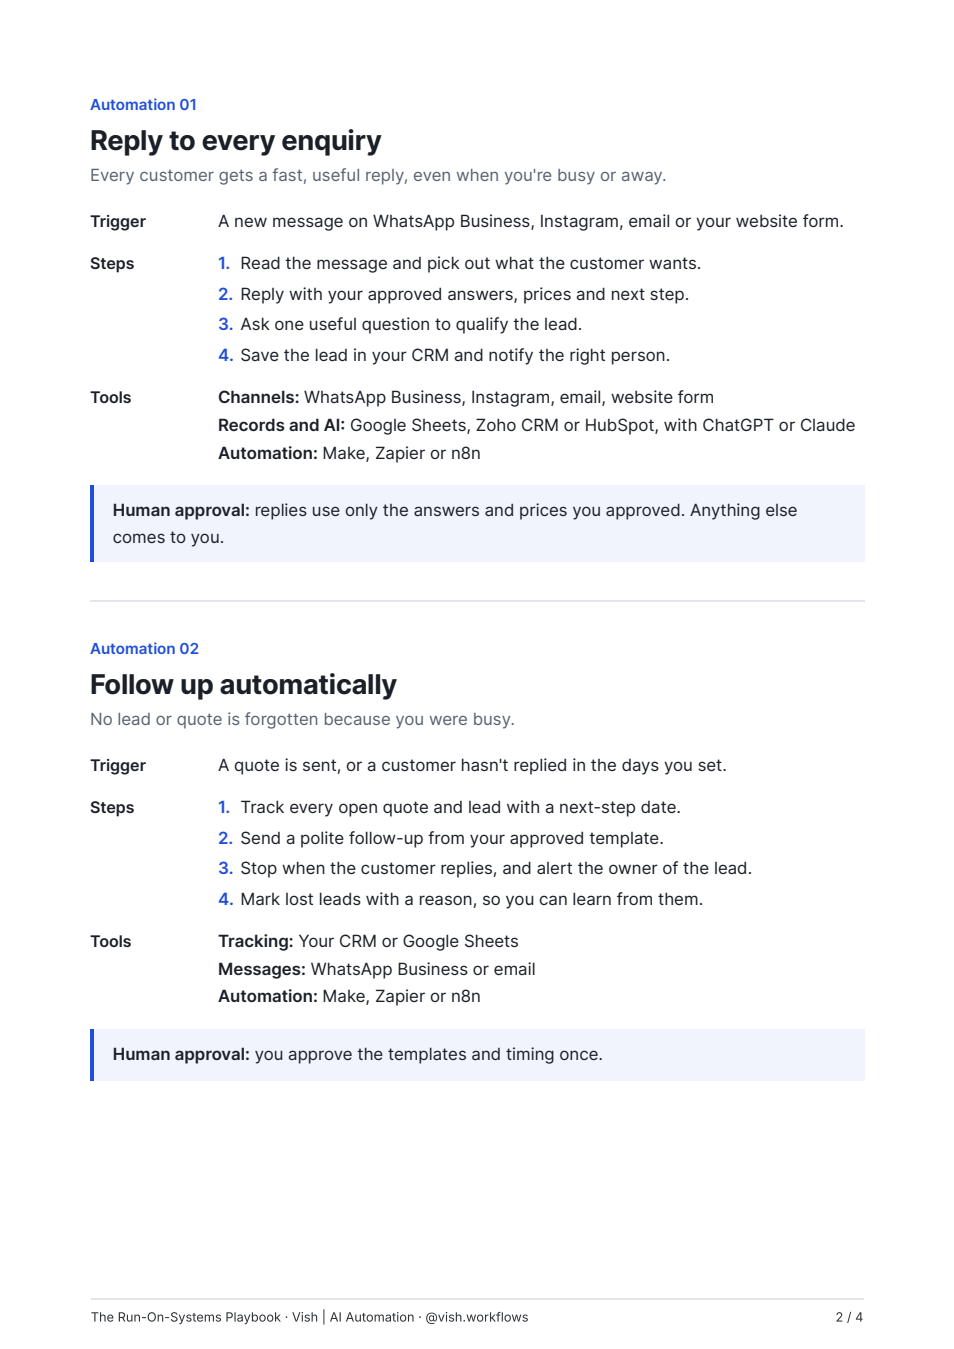 Automation 01
Reply to every enquiry
Every customer gets a fast, useful reply, even when you're busy or away.
Trigger
A new message on WhatsApp Business, Instagram, email or your website form.
Steps
1. Read the message and pick out what the customer wants.
2. Reply with your approved answers, prices and next step.
3. Ask one useful question to qualify the lead.
4. Save the lead in your CRM and notify the right person.
Tools
Channels: WhatsApp Business, Instagram, email, website form
Records and AI: Google Sheets, Zoho CRM or HubSpot, with ChatGPT or Claude
Automation: Make, Zapier or n8n
Human approval: replies use only the answers and prices you approved. Anything else
comes to you.
Automation 02
Follow up automatically
No lead or quote is forgotten because you were busy.
Trigger
A quote is sent, or a customer hasn't replied in the days you set.
Steps
1. Track every open quote and lead with a next-step date.
2. Send a polite follow-up from your approved template.
3. Stop when the customer replies, and alert the owner of the lead.
4. Mark lost leads with a reason, so you can learn from them.
Tools
Tracking: Your CRM or Google Sheets
Messages: WhatsApp Business or email
Automation: Make, Zapier or n8n
Human approval: you approve the templates and timing once.
The Run-On-Systems Playbook · Vish | AI Automation · @vish.workflows
2 / 4